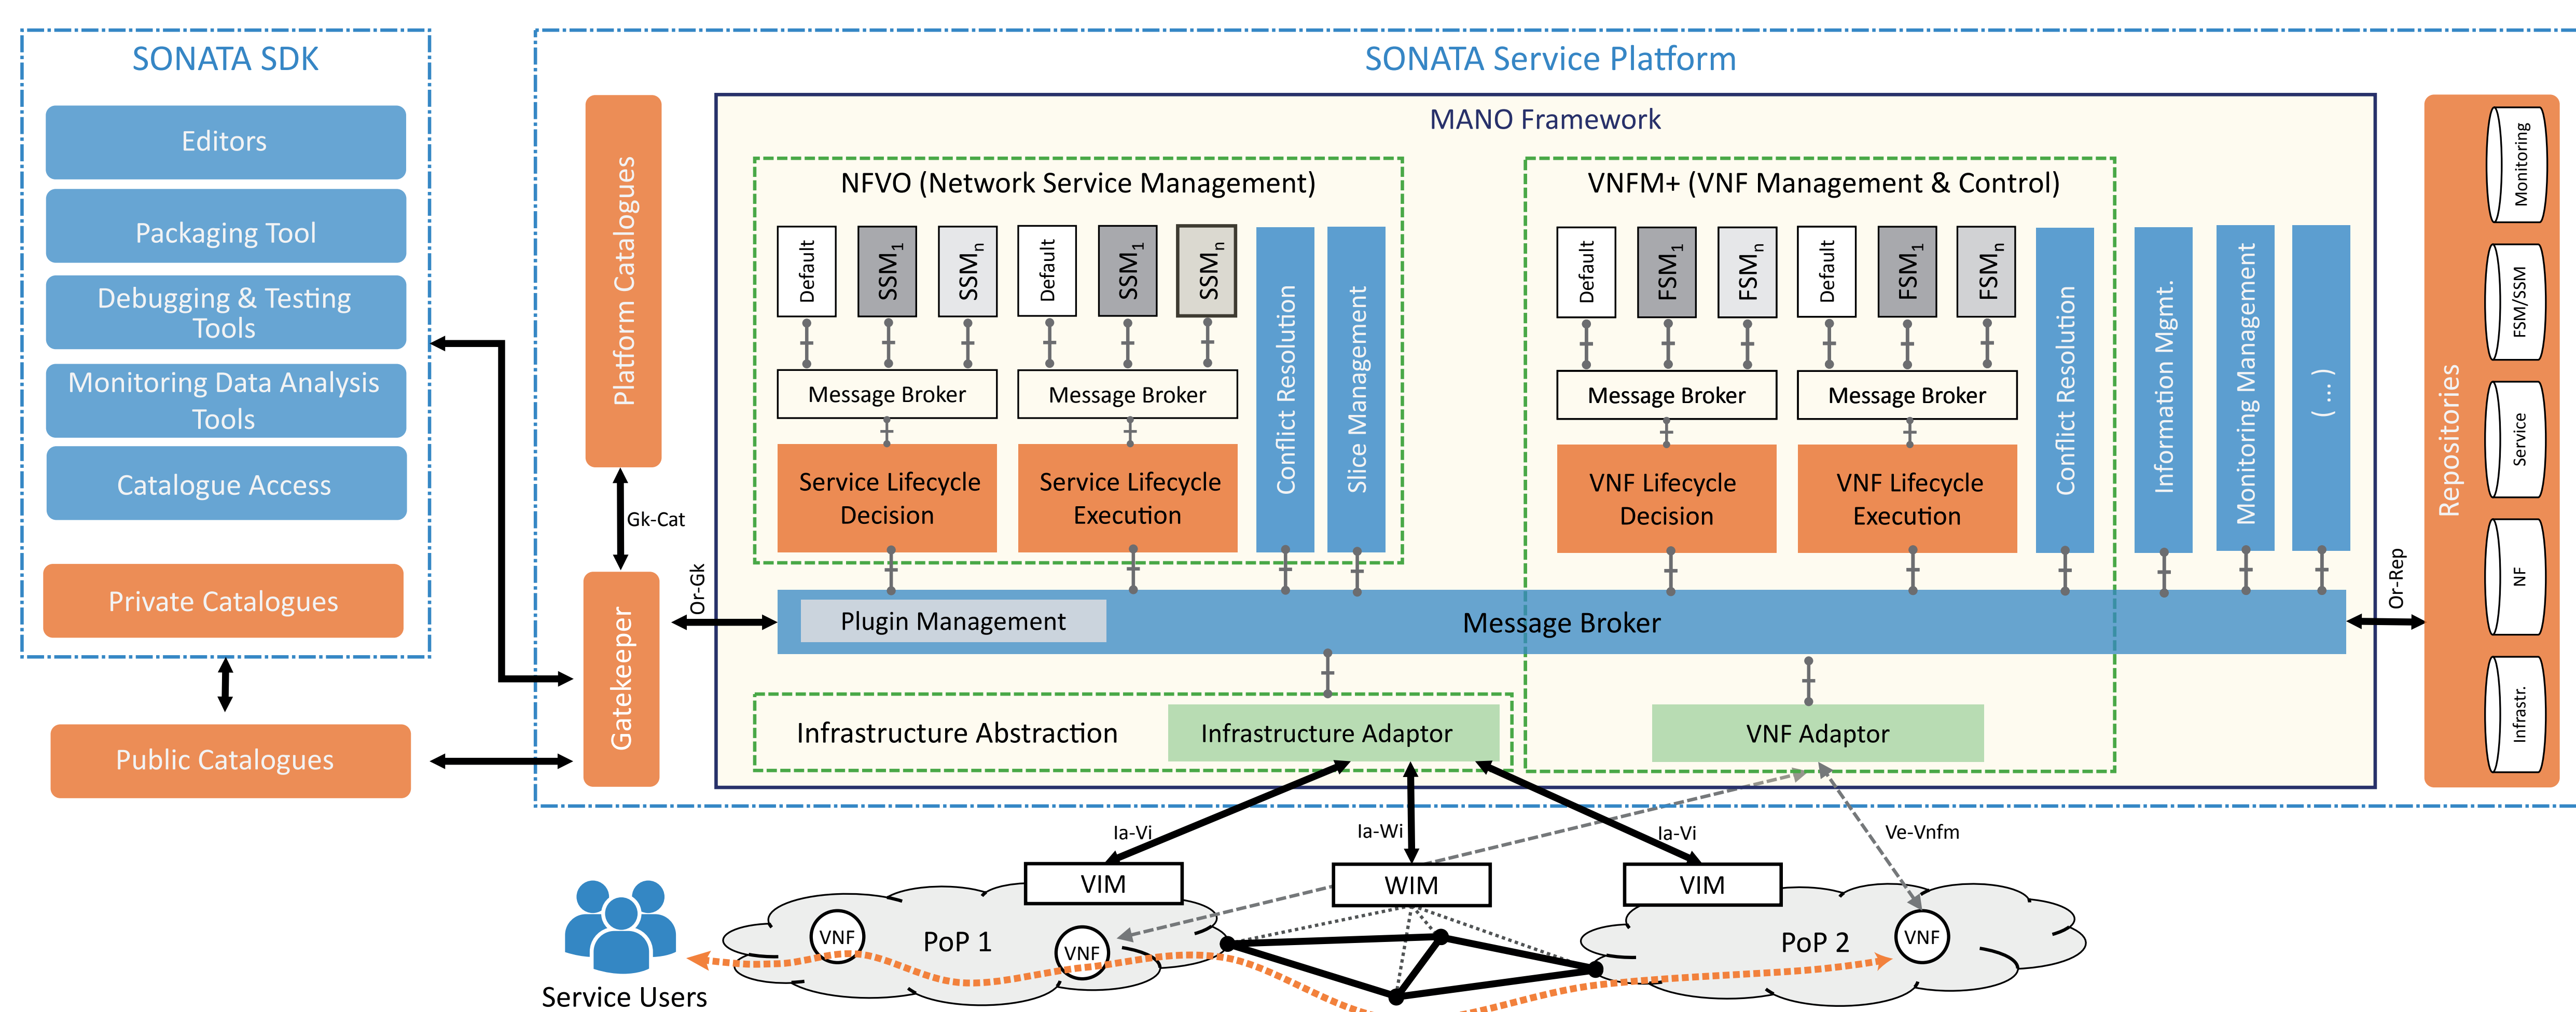 SONATA SDK
Editors
Packaging Tool
Debugging & Testing
Tools
Monitoring Data Analysis
Tools
Catalogue Access
Private Catalogues
Public Catalogues
SONATA Service Platform
Platform Catalogues
Gk-Cat
Gatekeeper
Or-Gk
MANO Framework
NFVO (Network Service Management)
Default
SSM1
SSMn
Default
SSM1
SSMn
Message Broker
Message Broker
Service Lifecycle
Decision
Service Lifecycle
Execution
Conflict Resolution
Slice Management
VNFM+ (VNF Management & Control)
Default
FSM1
FSMn
Default
FSM1
FSMn
Message Broker
Message Broker
VNF Lifecycle
Decision
VNF Lifecycle
Execution
Conflict Resolution
Information Mgmt.
Monitoring Management
(...)
Plugin Management
Message Broker
Infrastructure Abstraction
Infrastructure Adaptor
VNF Adaptor
Or-Rep
Repositories
Monitoring
FSM/SSM
Service
NF
Infrastr.
Ia-Vi
Ia-Wi
Ia-Vi
Ve-Vnfm
VIM
WIM
VIM
VNF
PoP 1
VNF
PoP 2
VNF
Service Users